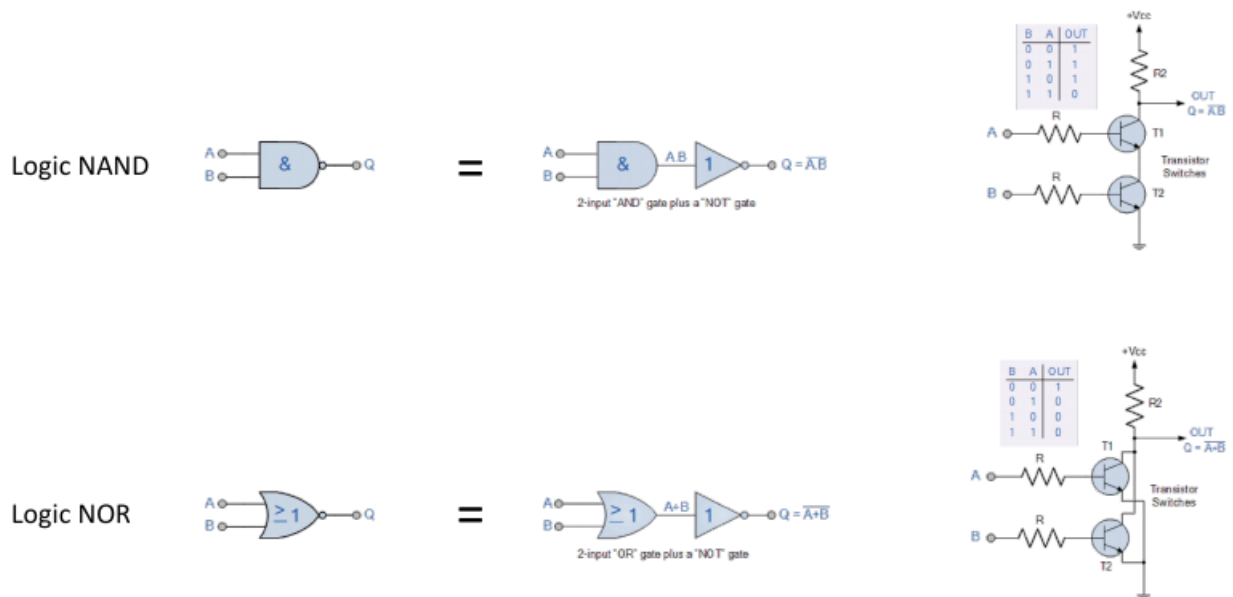 +Vcc
B A OUT
0 0 1
0 1 1
1 0 1
1 1 0
R2
OUT
Q = A.B
A
R
T1
Logic NAND
A
B
&
Q
=
A
B
&
A.B
1
Q = A.B
2-input "AND" gate plus a "NOT" gate
Transistor
Switches
B
R
T2
+Vcc
B A OUT
0 0 1
0 1 0
1 0 0
1 1 0
R2
OUT
Q = A+B
T1
A
R
Transistor
Switches
Logic NOR
A
B
≥ 1
Q
=
A
B
≥ 1
A+B
1
Q = A+B
2-input "OR" gate plus a "NOT" gate
B
R
T2